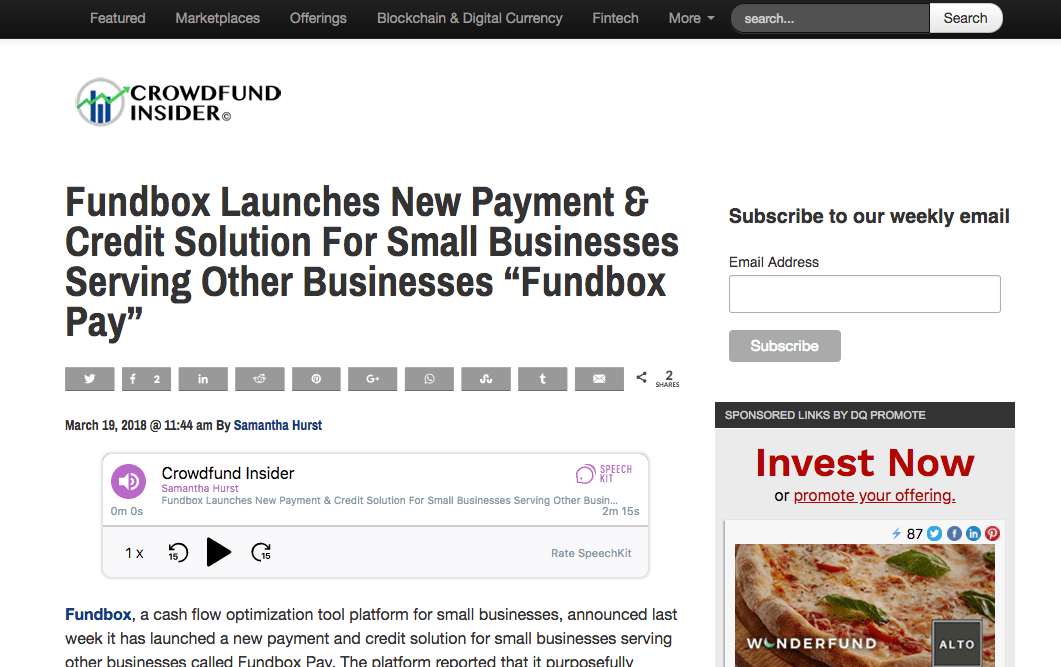 Featured Marketplaces Offerings Blockchain & Digital Currency Fintech More search... Search
CROWDFUND
INSIDER©
Fundbox Launches New Payment &
Credit Solution For Small Businesses
Serving Other Businesses “Fundbox
Pay”
2
2
SHARES
March 19, 2018 @ 11:44 am By Samantha Hurst
Crowdfund Insider
Samantha Hurst
Fundbox Launches New Payment & Credit Solution For Small Businesses Serving Other Busin...
0m 0s
2m 15s
SPEECH
KIT
1 x
15
15
Rate SpeechKit
Fundbox, a cash flow optimization tool platform for small businesses, announced last
week it has launched a new payment and credit solution for small businesses serving
other businesses called Fundbox Pay. The platform reported that it purposefully
Subscribe to our weekly email
Email Address
Subscribe
SPONSORED LINKS BY DQ PROMOTE
Invest Now
or promote your offering.
87
WONDERFUND
ALTO